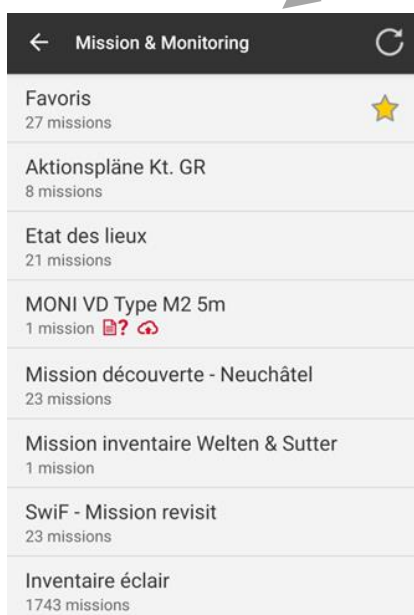 Mission & Monitoring
Favoris
27 missions
Aktionspläne Kt. GR
8 missions
Etat des lieux
21 missions
MONI VD Type M2 5m
1 mission ?
Mission découverte - Neuchâtel
23 missions
Mission inventaire Welten & Sutter
1 mission
SwiF - Mission revisit
23 missions
Inventaire éclair
1743 missions